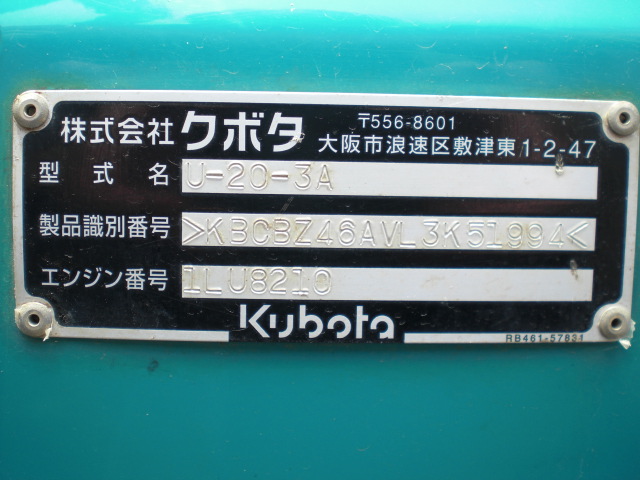 株式会社クボタ 〒556-8601
大阪市浪速区敷津東1-2-47
型式名 U-20-3A
製品識別番号 >KBCBZ46AVL3K51994<
エンジン番号 1LU8210
Kubota
RB461-57831